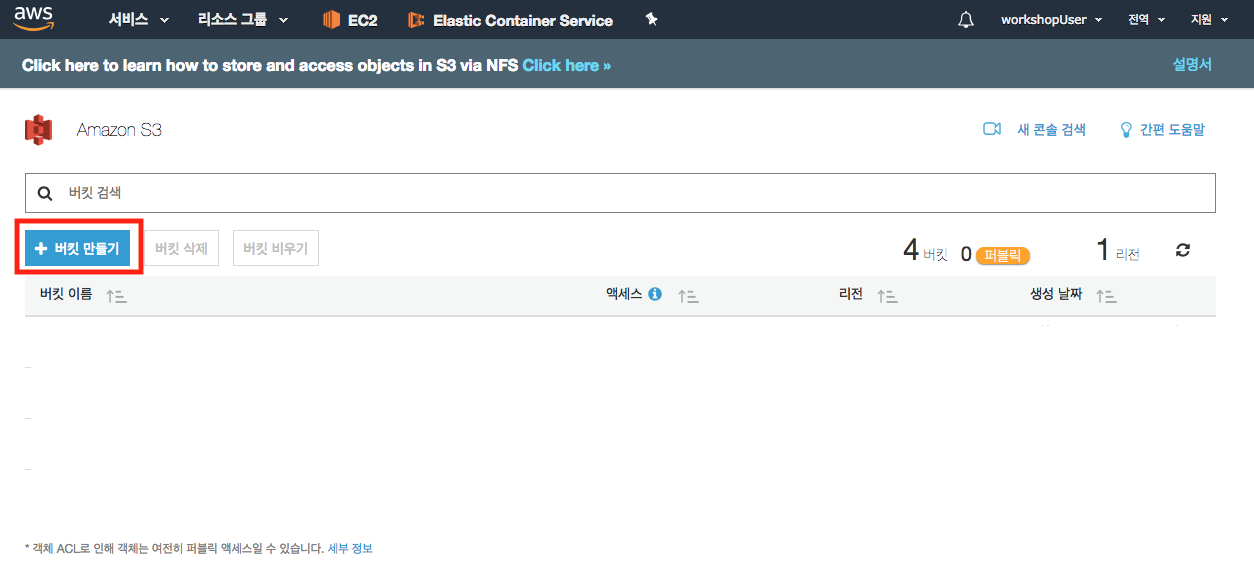 aws 서비스 리소스 그룹 EC2 Elastic Container Service workshopUser 전역 지원
Click here to learn how to store and access objects in S3 via NFS Click here » 설명서
Amazon S3 새 콘솔 검색 간편 도움말
버킷 검색
+ 버킷 만들기 버킷 삭제 버킷 비우기 4 버킷 0 퍼블릭 1 리전
버킷 이름 액세스 리전 생성 날짜
* 객체 ACL로 인해 객체는 여전히 퍼블릭 액세스일 수 있습니다. 세부 정보